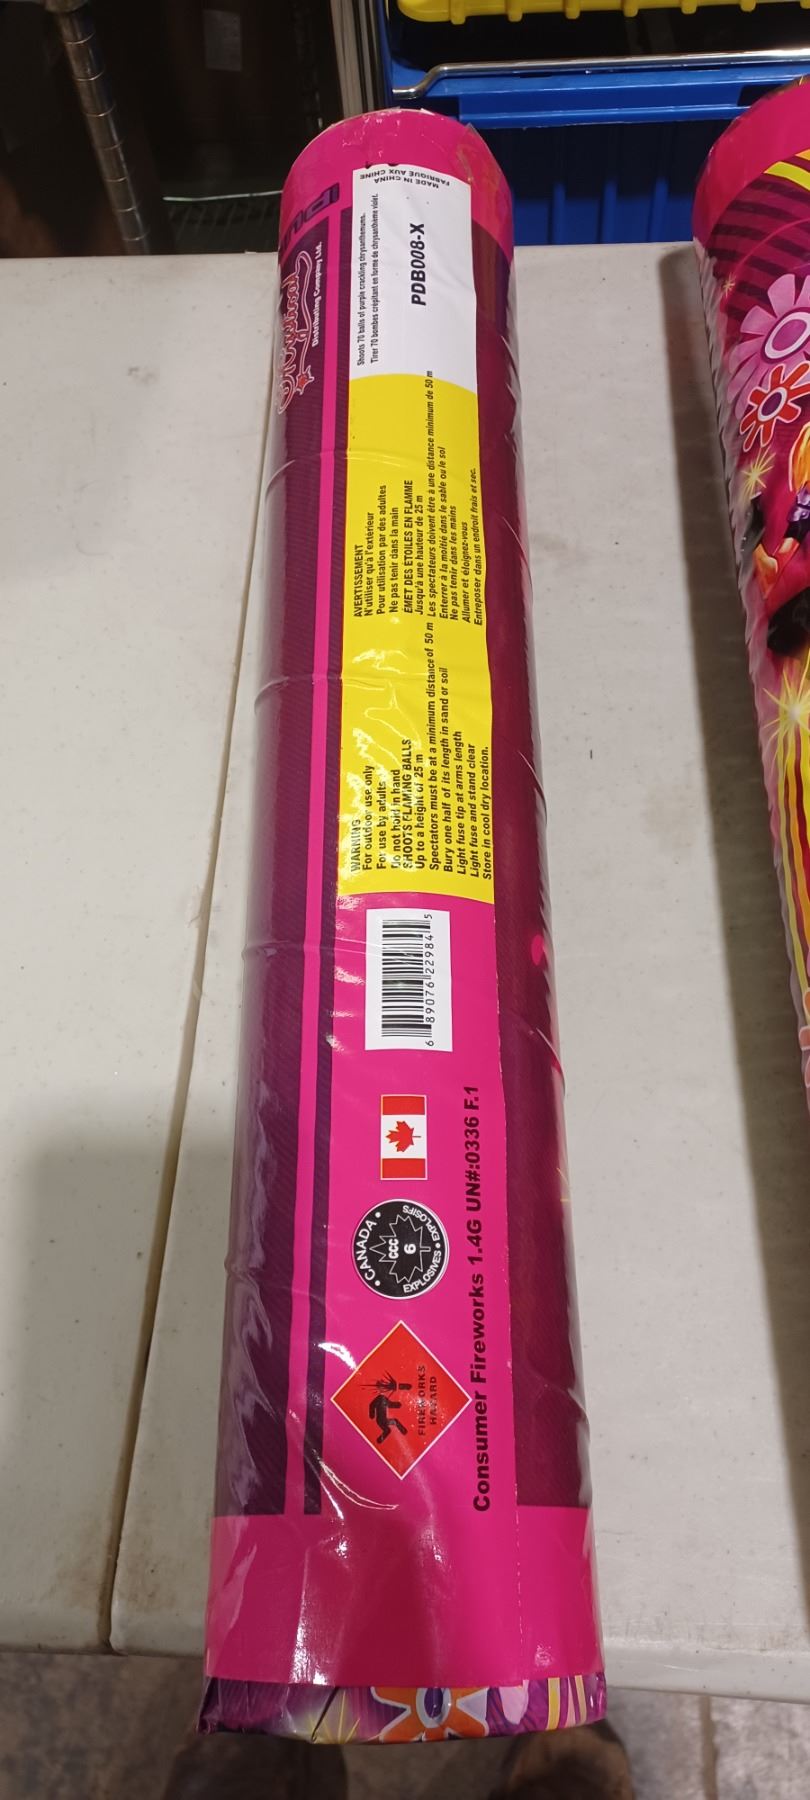 Distributing Company Ltd.
MADE IN CHINA
FABRIQUE AUX CHINE
Shoots 70 balls of purple crackling chrysanthemums.
Tirer 70 bombes crépitant en forme de chrysanthème violet.
PDB008-X
AVERTISSEMENT
N'utiliser qu'à l'extérieur
Pour utilisation par des adultes
Ne pas tenir dans la main
ÉMET DES ÉTOILES EN FLAMME
Jusqu'à une hauteur de 25 m
Les spectateurs doivent être à une distance minimum de 50 m
Enterrer à la moitié dans le sable ou le sol
Ne pas tenir dans les mains
Allumer et éloignez-vous
Entreposer dans un endroit frais et sec.
WARNING
For outdoor use only
For use by adults
Do not hold in hand
SHOOTS FLAMING BALLS
Up to a height of 25 m
Spectators must be at a minimum distance of 50 m
Bury one half of its length in sand or soil
Light fuse tip at arms length
Light fuse and stand clear
Store in cool dry location.
6 89076 22984 5
CANADA
CCC
6
EXPLOSIVES • EXPLOSIFS
FIREWORKS
HAZARD
Consumer Fireworks 1.4G UN#:0336 F.1